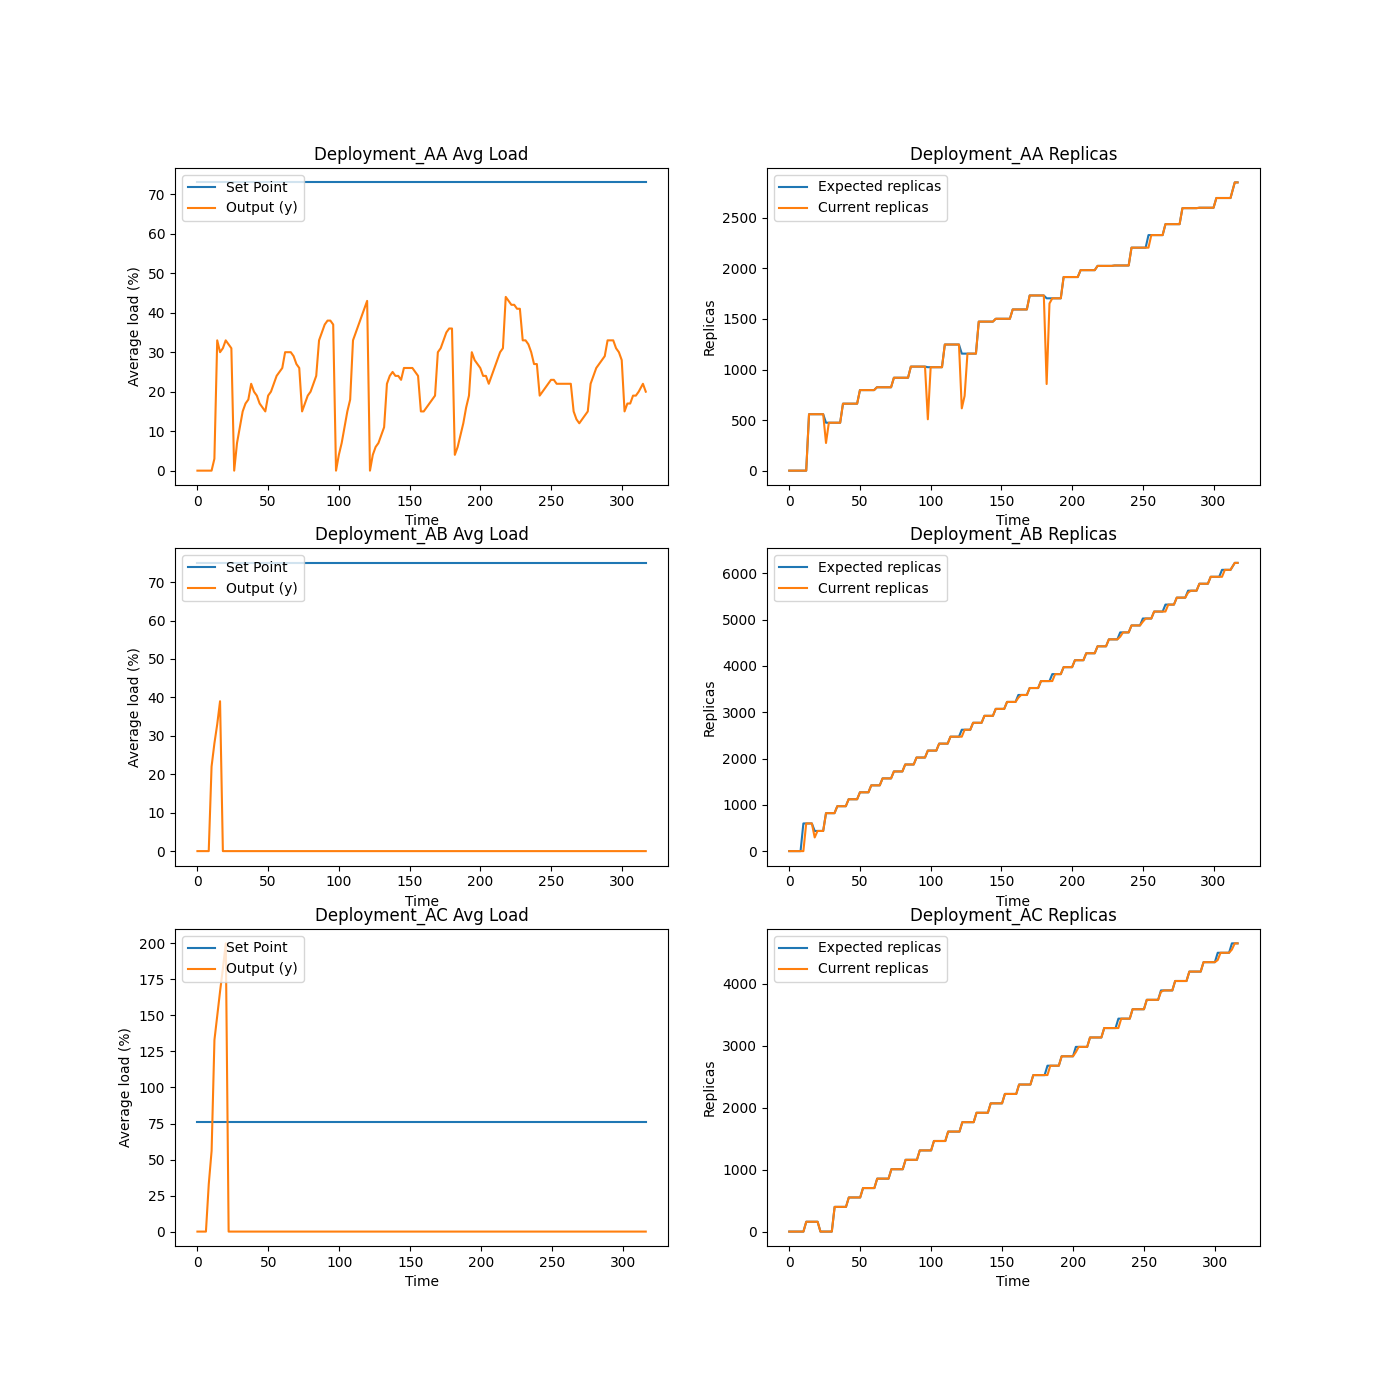 Deployment_AA Avg Load
Set Point
Output (y)
Average load (%)
70
60
50
40
30
20
10
0
0 50 100 150 200 250 300
Time
Deployment_AA Replicas
Expected replicas
Current replicas
Replicas
2500
2000
1500
1000
500
0
0 50 100 150 200 250 300
Time
Deployment_AB Avg Load
Set Point
Output (y)
Average load (%)
70
60
50
40
30
20
10
0
0 50 100 150 200 250 300
Time
Deployment_AB Replicas
Expected replicas
Current replicas
Replicas
6000
5000
4000
3000
2000
1000
0
0 50 100 150 200 250 300
Time
Deployment_AC Avg Load
Set Point
Output (y)
Average load (%)
200
175
150
125
100
75
50
25
0
0 50 100 150 200 250 300
Time
Deployment_AC Replicas
Expected replicas
Current replicas
Replicas
4000
3000
2000
1000
0
0 50 100 150 200 250 300
Time